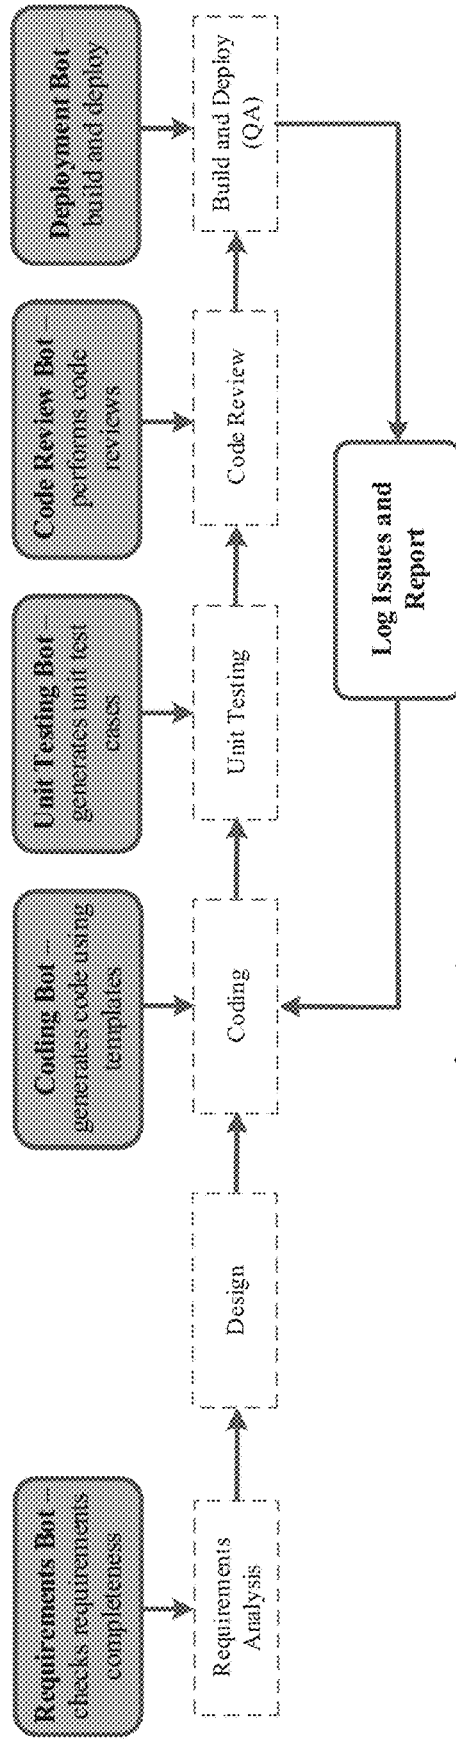 Requirements Bot –
checks requirements
completeness
Coding Bot –
generates code using
templates
Unit Testing Bot –
generates unit test
cases
Code Review Bot –
performs code
reviews
Deployment Bot –
build and deploy
Requirements
Analysis
Design
Coding
Unit Testing
Code Review
Build and Deploy
(QA)
Log Issues and
Report